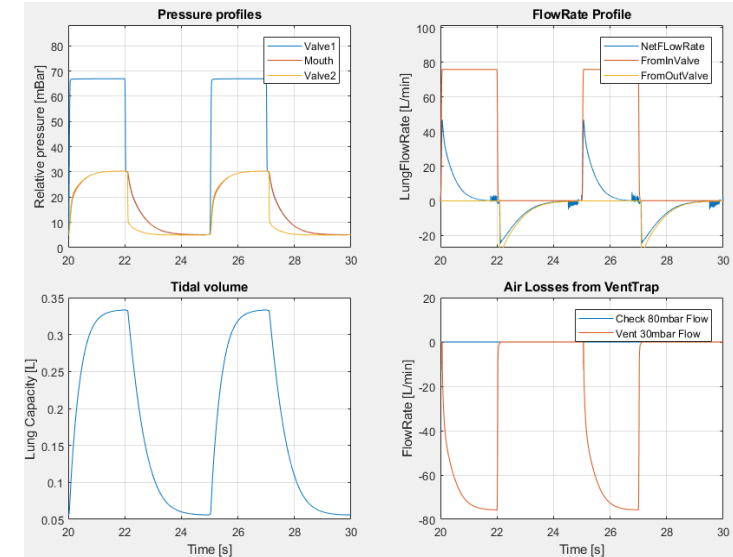 Pressure profiles
Relative pressure [mBar]
80
70
60
50
40
30
20
10
0
20
22
24
26
28
30
Valve1
Mouth
Valve2
FlowRate Profile
LungFlowRate [L/min]
100
80
60
40
20
0
-20
20
22
24
26
28
30
NetFLowRate
FromInValve
FromOutValve
Tidal volume
Lung Capacity [L]
0.35
0.3
0.25
0.2
0.15
0.1
0.05
20
22
24
26
28
30
Time [s]
Air Losses from VentTrap
FlowRate [L/min]
20
0
-20
-40
-60
-80
20
22
24
26
28
30
Time [s]
Check 80mbar Flow
Vent 30mbar Flow